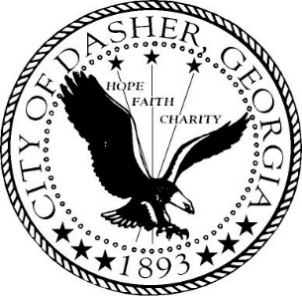 CITY OF DASHER, GEORGIA
HOPE
FAITH
CHARITY
1893